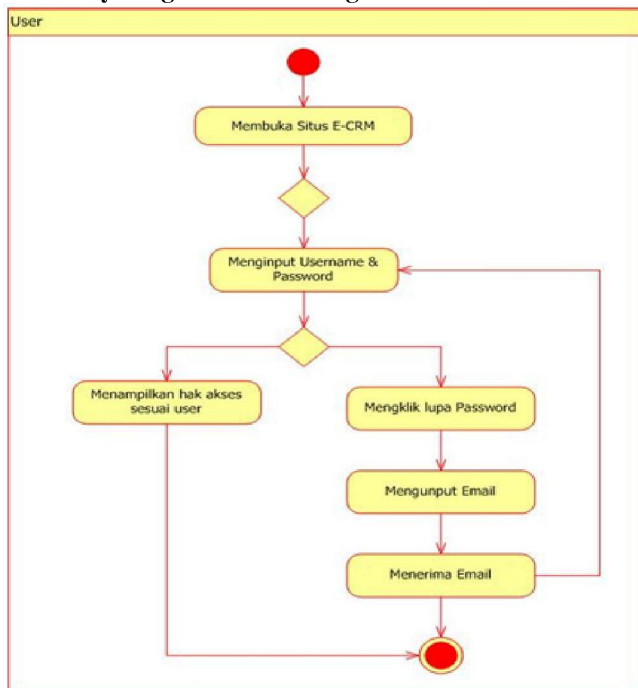 User
Membuka Situs E-CRM
Menginput Username &
Password
Menampilkan hak akses
sesuai user
Mengklik lupa Password
Mengunput Email
Menerima Email